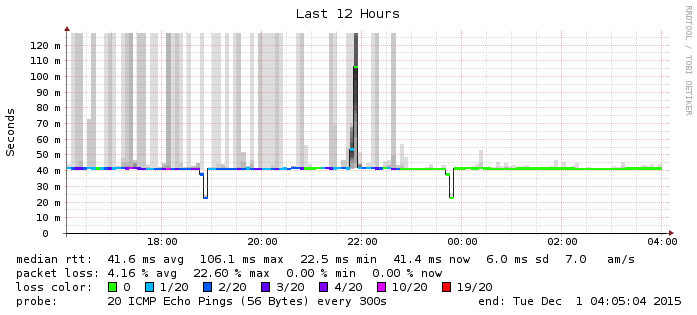 Last 12 Hours
RRDTOOL / TOBI OETIKER
Seconds
120 m
110 m
100 m
90 m
80 m
70 m
60 m
50 m
40 m
30 m
20 m
10 m
0
18:00 20:00 22:00 00:00 02:00 04:00
median rtt: 41.6 ms avg 106.1 ms max 22.5 ms min 41.4 ms now 6.0 ms sd 7.0 am/s
packet loss: 4.16 % avg 22.60 % max 0.00 % min 0.00 % now
loss color: 0 1/20 2/20 3/20 4/20 10/20 19/20
probe: 20 ICMP Echo Pings (56 Bytes) every 300s end: Tue Dec 1 04:05:04 2015